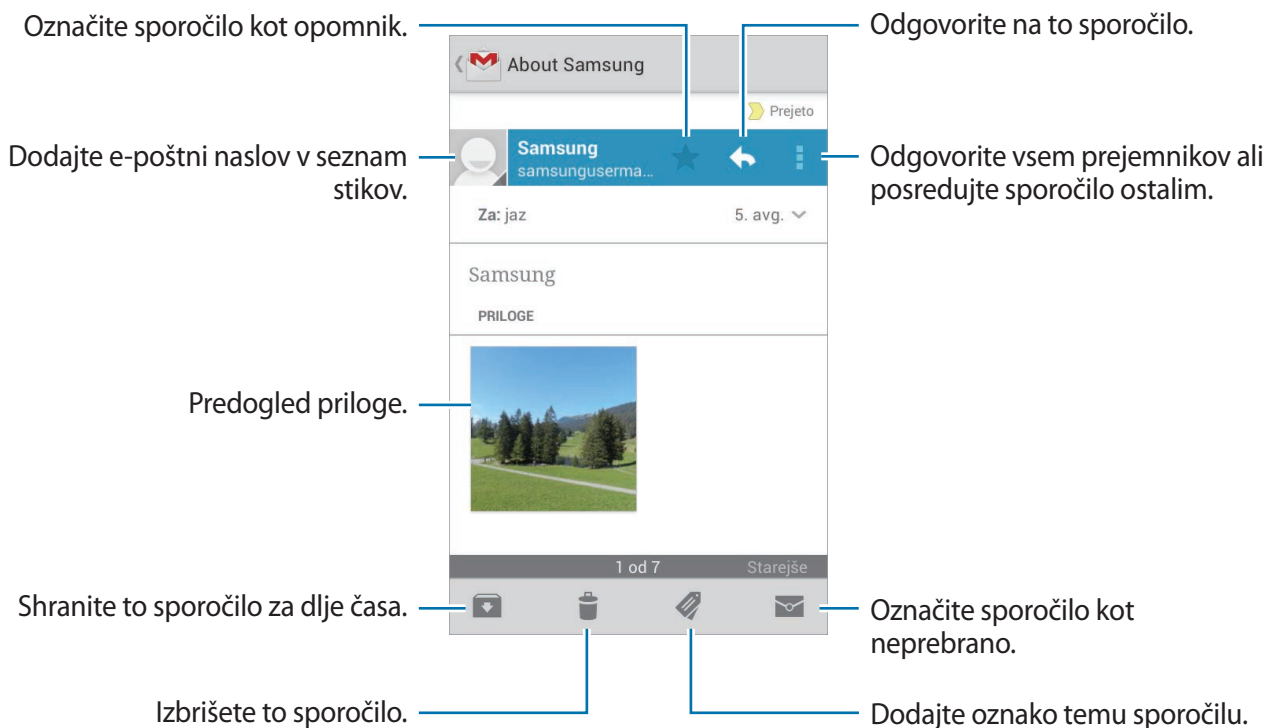 Označite sporočilo kot opomnik.
Odgovorite na to sporočilo.
About Samsung
Prejeto
Dodajte e-poštni naslov v seznam
stikov.
Samsung
samsunguserma...
Odgovorite vsem prejemnikov ali
posredujte sporočilo ostalim.
Za: jaz
5. avg.
Samsung
PRILOGE
Predogled priloge.
1 od 7
Starejše
Shranite to sporočilo za dlje časa.
Označite sporočilo kot
neprebrano.
Izbrišete to sporočilo.
Dodajte oznako temu sporočilu.